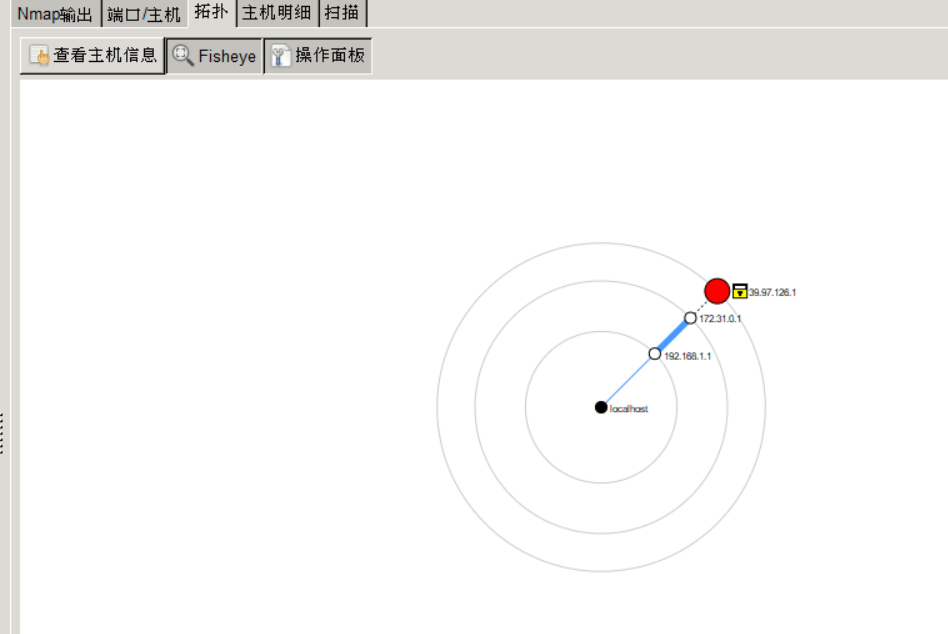 Nmap输出 端口/主机 拓扑 主机明细 扫描
查看主机信息 Fisheye 操作面板
39.97.126.1
172.31.0.1
192.168.1.1
localhost